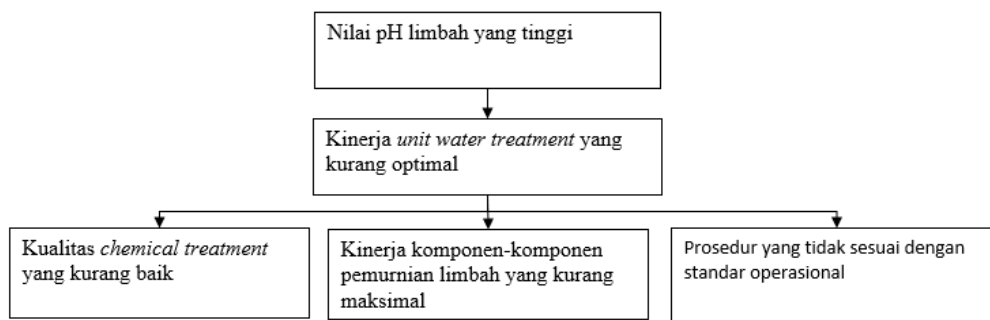 Nilai pH limbah yang tinggi
Kinerja unit water treatment yang
kurang optimal
Kualitas chemical treatment
yang kurang baik
Kinerja komponen-komponen
pemurnian limbah yang kurang
maksimal
Prosedur yang tidak sesuai dengan
standar operasional